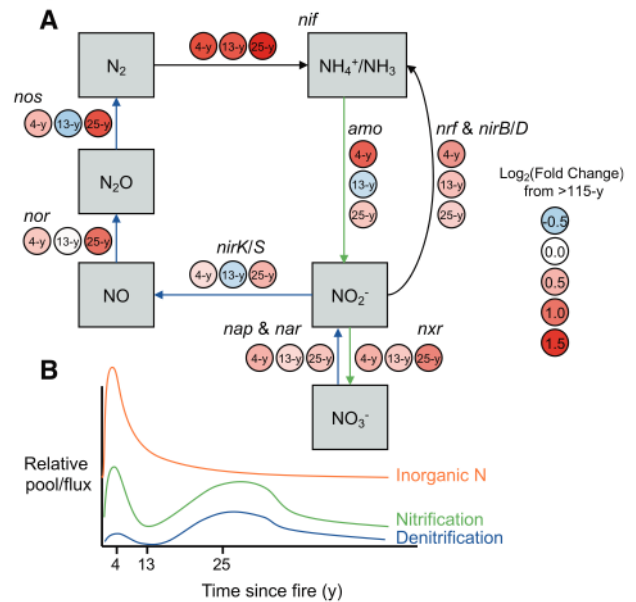 A
nif
N₂
4-y 13-y 25-y
NH₄⁺/NH₃
nos
4-y 13-y 25-y
amo
4-y
13-y
25-y
nrf & nirB/D
4-y
13-y
25-y
Log₂(Fold Change)
from >115-y
-0.5
0.0
0.5
1.0
1.5
N₂O
nor
4-y 13-y 25-y
nirK/S
4-y 13-y 25-y
NO
NO₂⁻
nap & nar
4-y 13-y 25-y
nxr
4-y 13-y 25-y
NO₃⁻
B
Relative
pool/flux
Inorganic N
Nitrification
Denitrification
4 13 25
Time since fire (y)